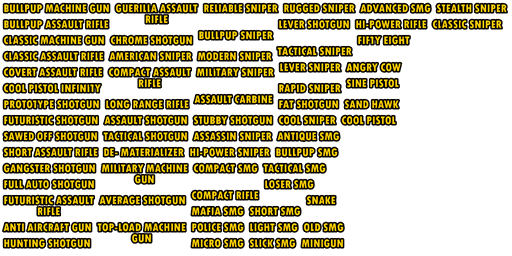 BULLPUP MACHINE GUN GUERILLA ASSAULT RIFLE RELIABLE SNIPER RUGGED SNIPER ADVANCED SMG STEALTH SNIPER
BULLPUP ASSAULT RIFLE LEVER SHOTGUN HI-POWER RIFLE CLASSIC SNIPER
BULLPUP SNIPER
CLASSIC MACHINE GUN CHROME SHOTGUN FIFTY EIGHT
TACTICAL SNIPER
CLASSIC ASSAULT RIFLE AMERICAN SNIPER MODERN SNIPER
LEVER SNIPER ANGRY COW
COVERT ASSAULT RIFLE COMPACT ASSAULT RIFLE MILITARY SNIPER
SINE PISTOL
COOL PISTOL INFINITY RAPID SNIPER
ASSAULT CARBINE
PROTOTYPE SHOTGUN LONG RANGE RIFLE FAT SHOTGUN SAND HAWK
FUTURISTIC SHOTGUN ASSAULT SHOTGUN STUBBY SHOTGUN COOL SNIPER COOL PISTOL
SAWED OFF SHOTGUN TACTICAL SHOTGUN ASSASSIN SNIPER ANTIQUE SMG
SHORT ASSAULT RIFLE DE- MATERIALIZER HI-POWER SNIPER BULLPUP SMG
GANGSTER SHOTGUN MILITARY MACHINE GUN COMPACT SMG TACTICAL SMG
FULL AUTO SHOTGUN LOSER SMG
COMPACT RIFLE
FUTURISTIC ASSAULT RIFLE AVERAGE SHOTGUN SNAKE
MAFIA SMG SHORT SMG
ANTI AIRCRAFT GUN TOP-LOAD MACHINE GUN POLICE SMG LIGHT SMG OLD SMG
HUNTING SHOTGUN MICRO SMG SLICK SMG MINIGUN